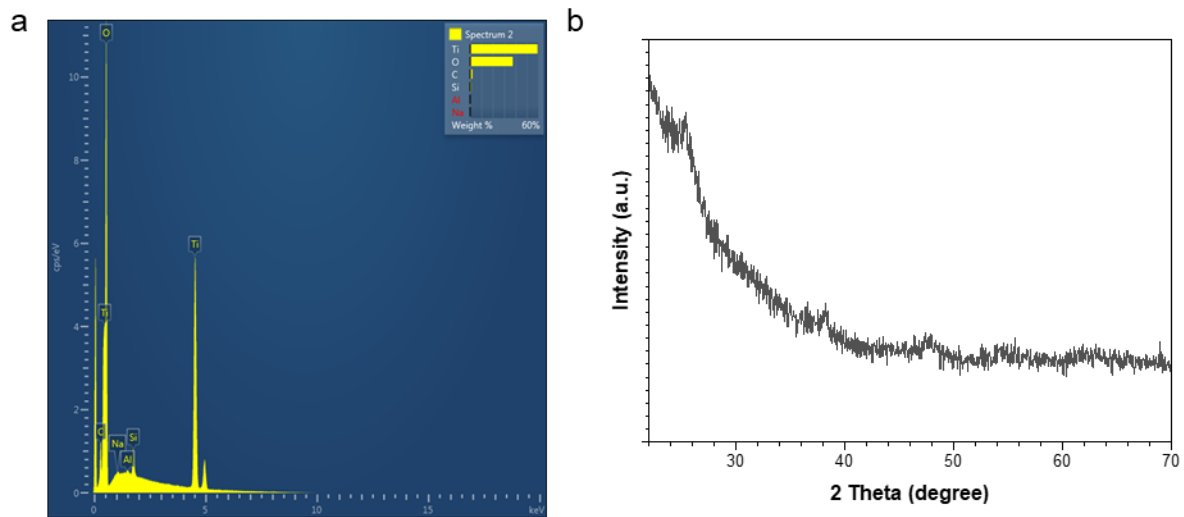 a
b
O
Spectrum 2
Ti
O
C
Si
Al
Na
Weight % 60%
10
8
6
4
2
0
cps/eV
Ti
Ti
C
Na
Al
Si
0 5 10 15 keV
Intensity (a.u.)
30 40 50 60 70
2 Theta (degree)